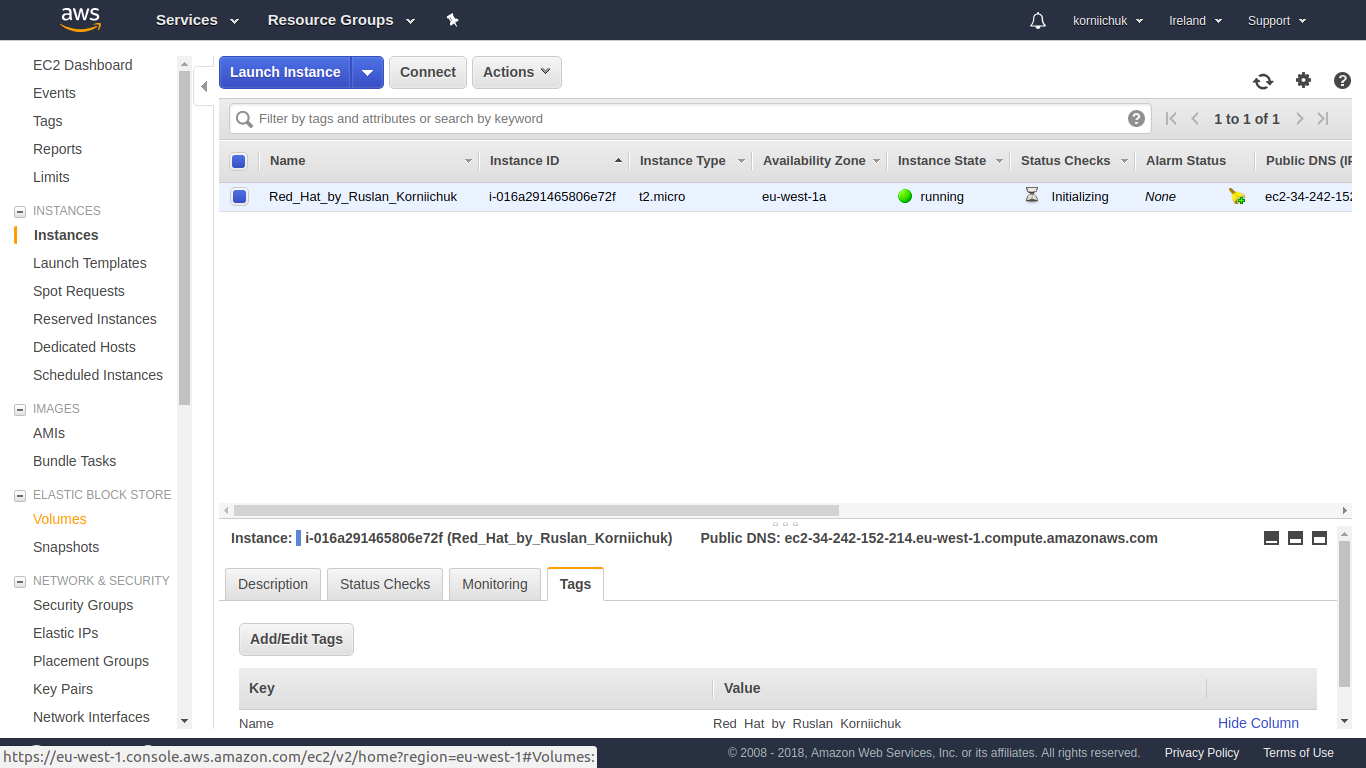 aws Services Resource Groups korniichuk Ireland Support
EC2 Dashboard
Events
Tags
Reports
Limits
INSTANCES
Instances
Launch Templates
Spot Requests
Reserved Instances
Dedicated Hosts
Scheduled Instances
IMAGES
AMIs
Bundle Tasks
ELASTIC BLOCK STORE
Volumes
Snapshots
NETWORK & SECURITY
Security Groups
Elastic IPs
Placement Groups
Key Pairs
Network Interfaces
Launch Instance Connect Actions
Filter by tags and attributes or search by keyword 1 to 1 of 1
Name Instance ID Instance Type Availability Zone Instance State Status Checks Alarm Status Public DNS (IP
Red_Hat_by_Ruslan_Korniichuk i-016a291465806e72f t2.micro eu-west-1a running Initializing None ec2-34-242-152
Instance: i-016a291465806e72f (Red_Hat_by_Ruslan_Korniichuk) Public DNS: ec2-34-242-152-214.eu-west-1.compute.amazonaws.com
Description Status Checks Monitoring Tags
Add/Edit Tags
Key Value
Name Red_Hat_by_Ruslan_Korniichuk Hide Column
© 2008 - 2018, Amazon Web Services, Inc. or its affiliates. All rights reserved. Privacy Policy Terms of Use
https://eu-west-1.console.aws.amazon.com/ec2/v2/home?region=eu-west-1#Volumes: